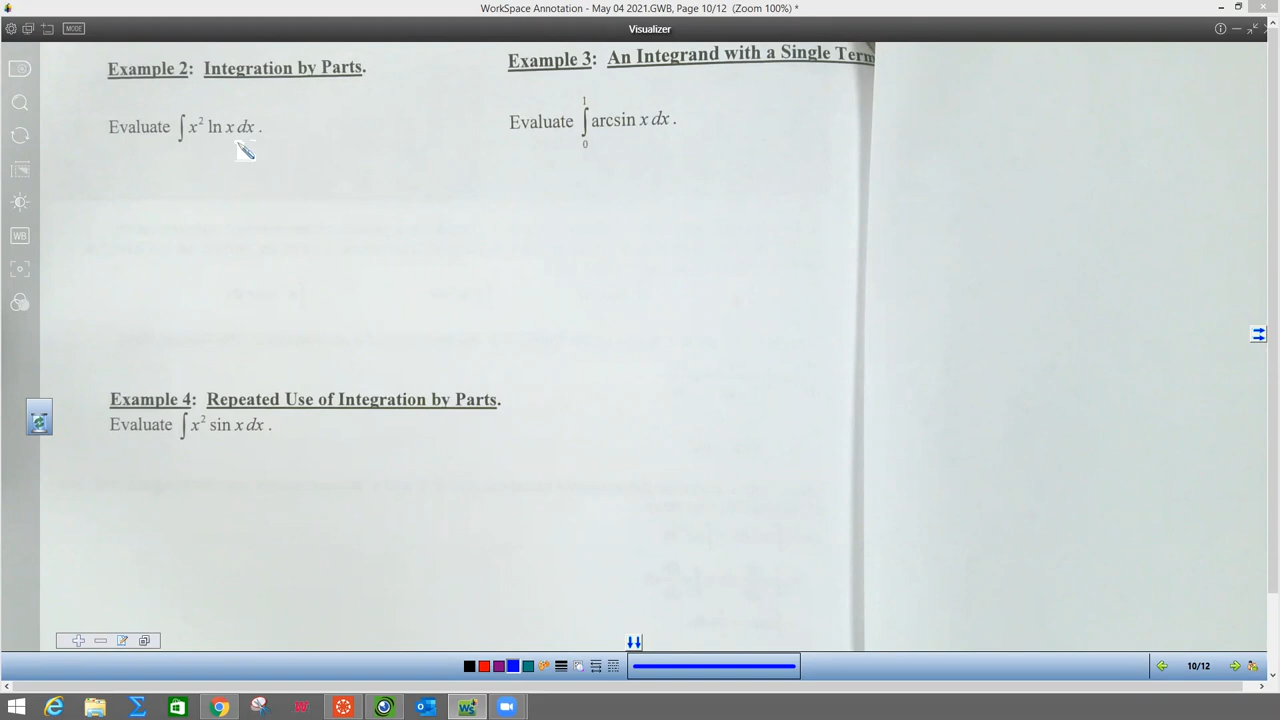 WorkSpace Annotation - May 04 2021.GWB, Page 10/12 (Zoom 100%) *
MODE
Visualizer
Example 2: Integration by Parts.
Evaluate ∫ x² ln x dx .
Example 3: An Integrand with a Single Term
Evaluate ∫₀¹ arcsin x dx .
WB
Example 4: Repeated Use of Integration by Parts.
Evaluate ∫ x² sin x dx .
10/12